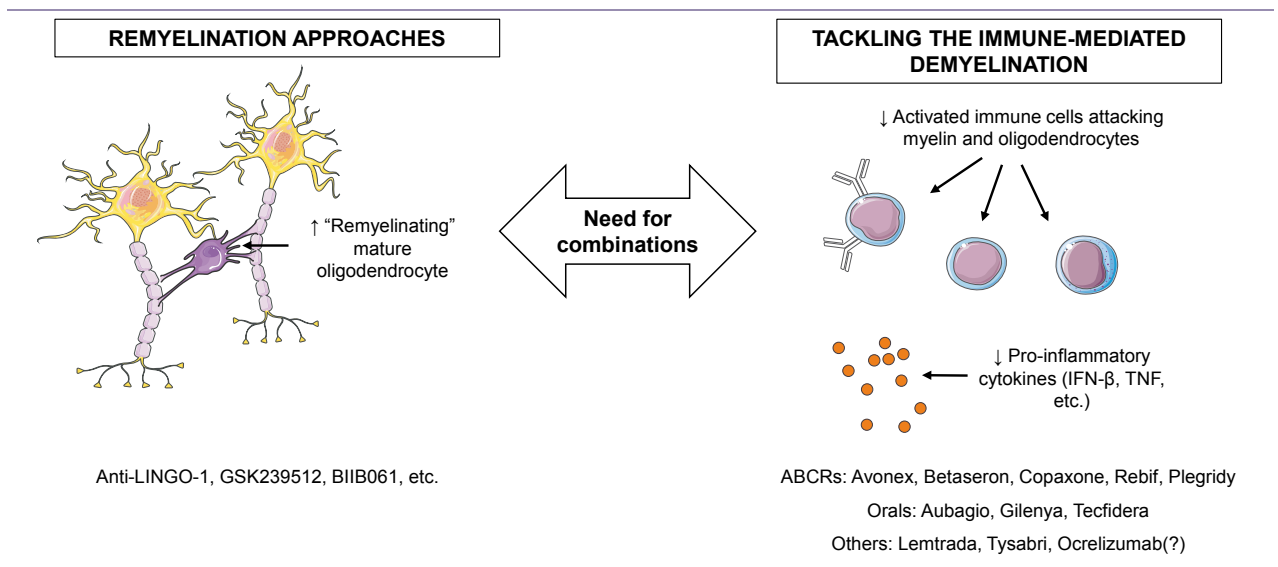 REMYELINATION APPROACHES
↑ “Remyelinating”
mature
oligodendrocyte
Anti-LINGO-1, GSK239512, BIIB061, etc.
Need for
combinations
TACKLING THE IMMUNE-MEDIATED
DEMYELINATION
↓ Activated immune cells attacking
myelin and oligodendrocytes
↓ Pro-inflammatory
cytokines (IFN-β, TNF,
etc.)
ABCRs: Avonex, Betaseron, Copaxone, Rebif, Plegridy
Orals: Aubagio, Gilenya, Tecfidera
Others: Lemtrada, Tysabri, Ocrelizumab(?)